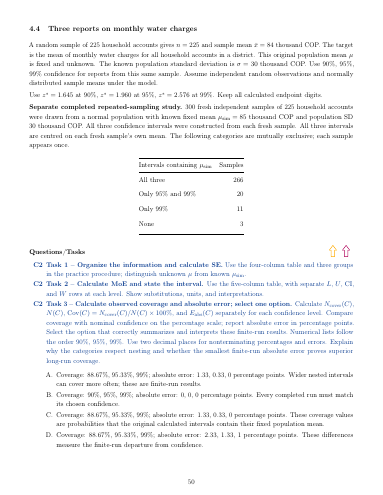 4.4 Three reports on monthly water charges
A random sample of 225 household accounts gives n = 225 and sample mean x̄ = 84 thousand COP. The target
is the mean of monthly water charges for all household accounts in a district. This original population mean μ
is fixed and unknown. The known population standard deviation is σ = 30 thousand COP. Use 90%, 95%,
99% confidence for reports from this same sample. Assume independent random observations and normally
distributed sample means under the model.
Use z* = 1.645 at 90%, z* = 1.960 at 95%, z* = 2.576 at 99%. Keep all calculated endpoint digits.
Separate completed repeated-sampling study. 300 fresh independent samples of 225 household accounts
were drawn from a normal population with known fixed mean μsim = 85 thousand COP and population SD
30 thousand COP. All three confidence intervals were constructed from each fresh sample. All three intervals
are centred on each fresh sample's own mean. The following categories are mutually exclusive; each sample
appears once.
Intervals containing μsim Samples
All three 266
Only 95% and 99% 20
Only 99% 11
None 3
Questions/Tasks
C2 Task 1 – Organize the information and calculate SE. Use the four-column table and three groups
in the practice procedure; distinguish unknown μ from known μsim.
C2 Task 2 – Calculate MoE and state the interval. Use the five-column table, with separate L, U, CI,
and W rows at each level. Show substitutions, units, and interpretations.
C2 Task 3 – Calculate observed coverage and absolute error; select one option. Calculate Ncover(C),
N(C), Cov(C) = Ncover(C)/N(C) × 100%, and Eabs(C) separately for each confidence level. Compare
coverage with nominal confidence on the percentage scale; report absolute error in percentage points.
Select the option that correctly summarizes and interprets these finite-run results. Numerical lists follow
the order 90%, 95%, 99%. Use two decimal places for nonterminating percentages and errors. Explain
why the categories respect nesting and whether the smallest finite-run absolute error proves superior
long-run coverage.
A. Coverage: 88.67%, 95.33%, 99%; absolute error: 1.33, 0.33, 0 percentage points. Wider nested intervals
can cover more often; these are finite-run results.
B. Coverage: 90%, 95%, 99%; absolute error: 0, 0, 0 percentage points. Every completed run must match
its chosen confidence.
C. Coverage: 88.67%, 95.33%, 99%; absolute error: 1.33, 0.33, 0 percentage points. These coverage values
are probabilities that the original calculated intervals contain their fixed population mean.
D. Coverage: 88.67%, 95.33%, 99%; absolute error: 2.33, 1.33, 1 percentage points. These differences
measure the finite-run departure from confidence.
50